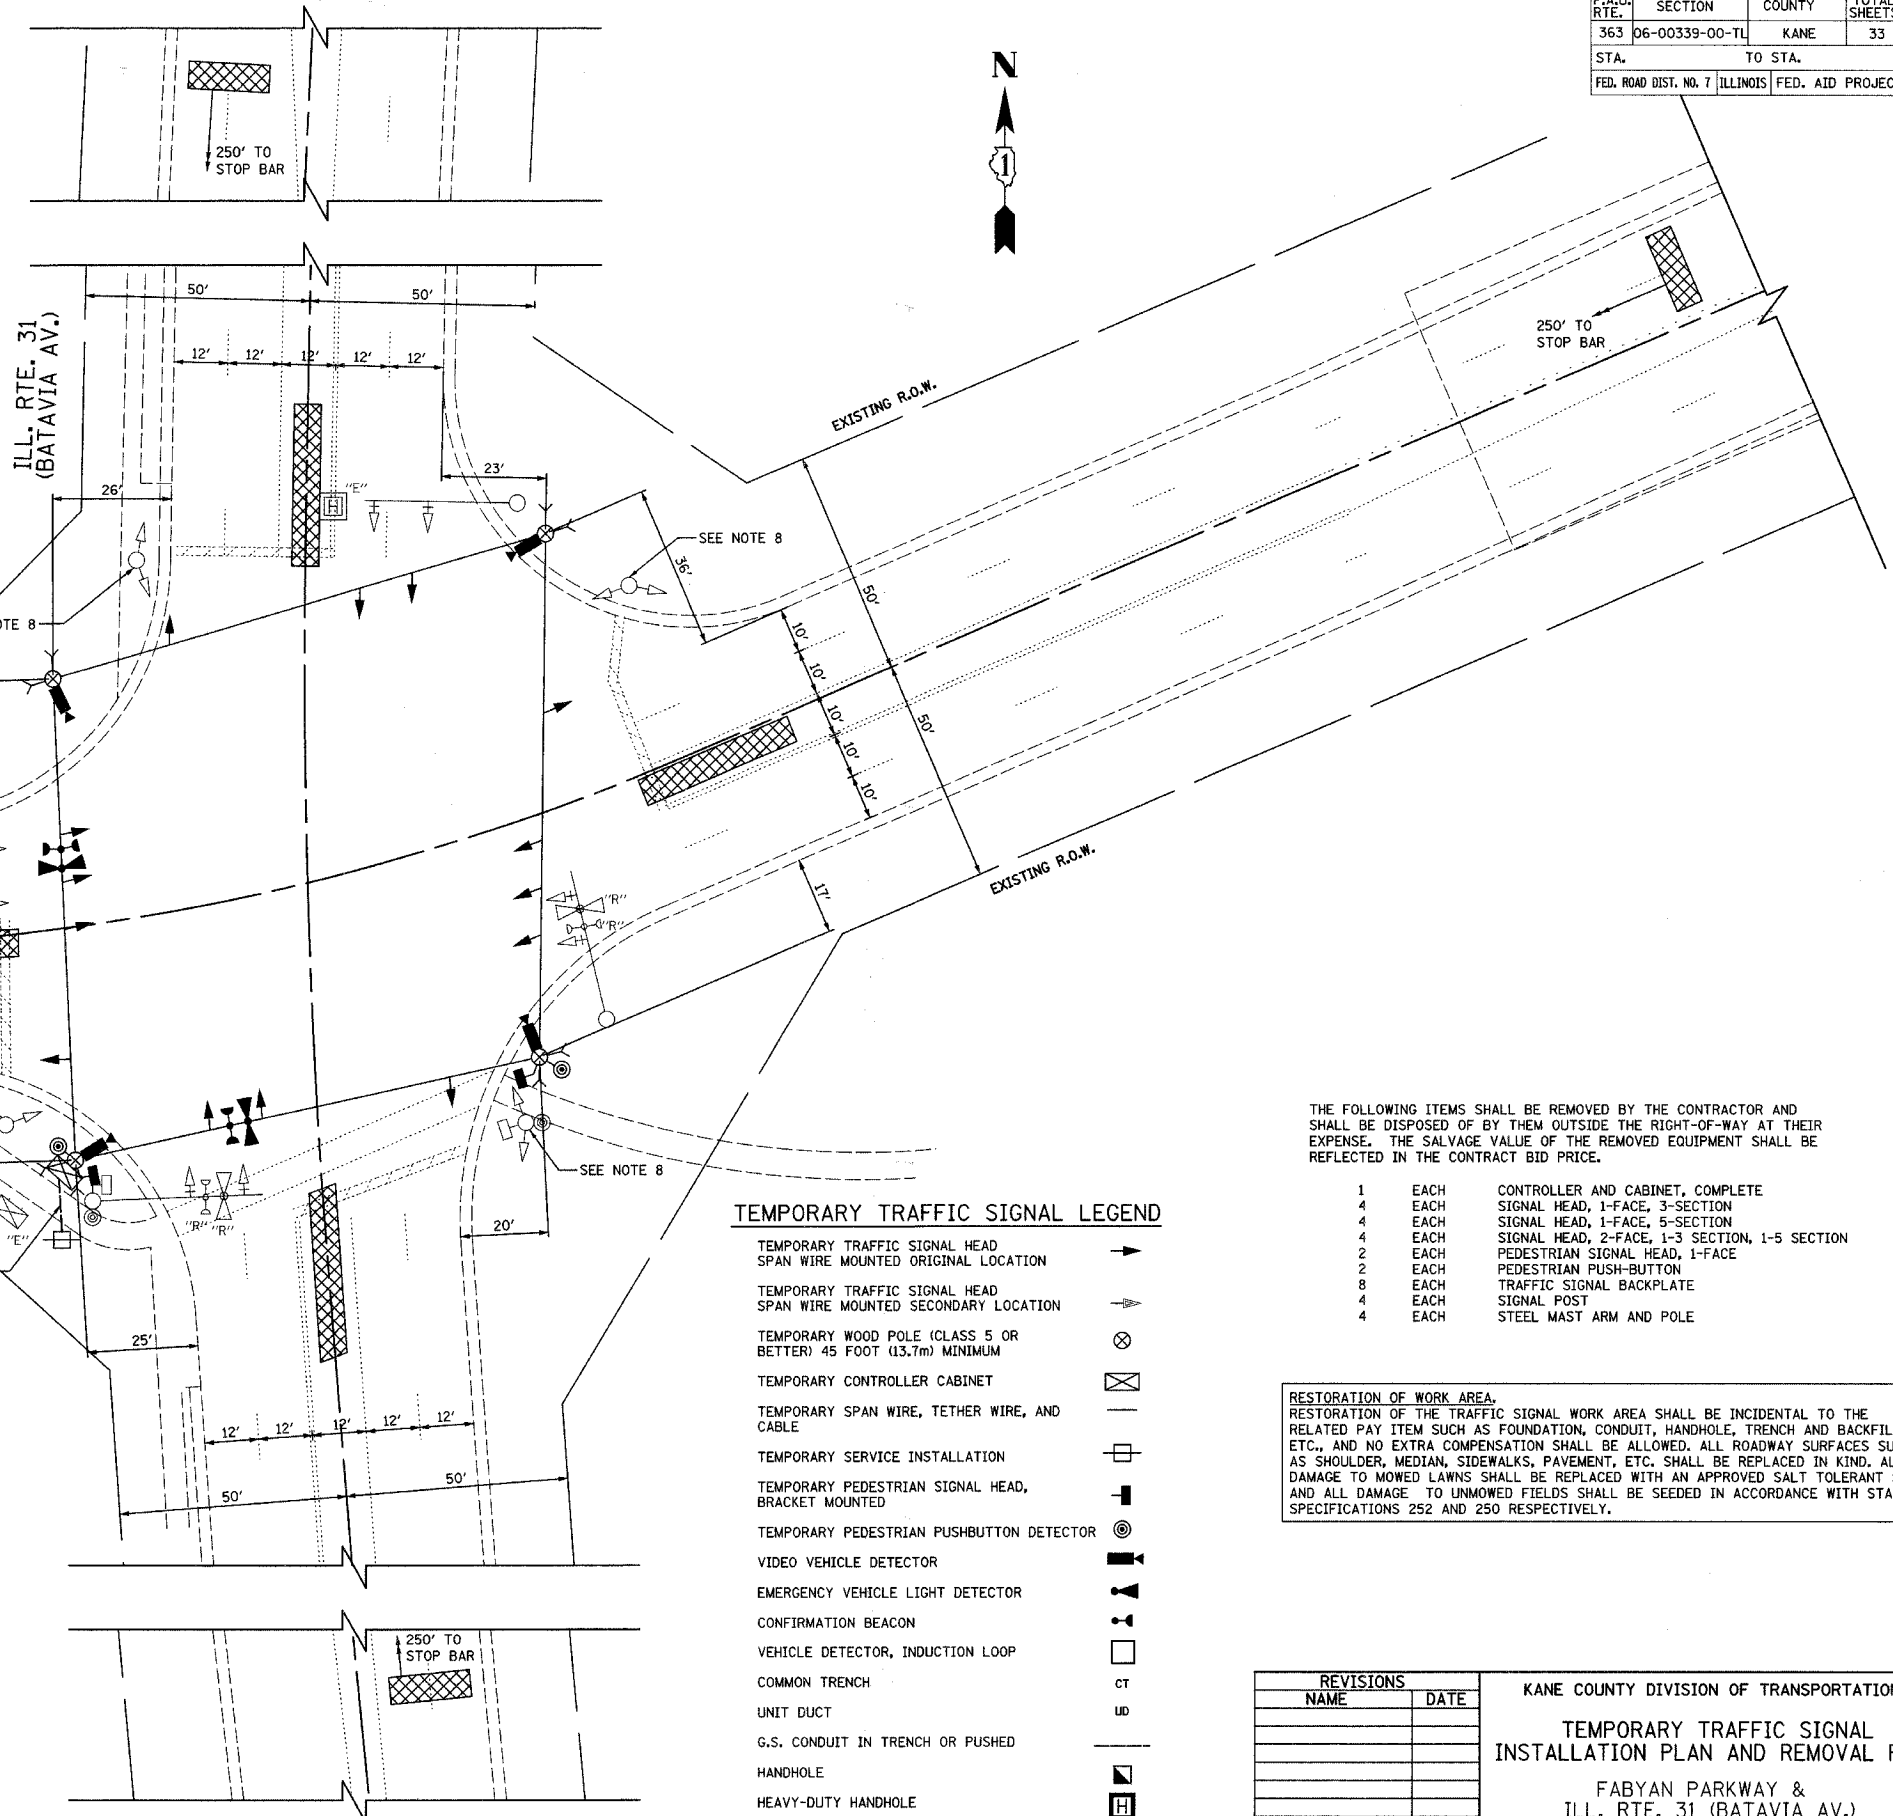 RTE.
SECTION
COUNTY
TOTAL
SHEETS
363
06-00339-00-TL
KANE
33
STA.
TO STA.
FED. ROAD DIST. NO. 7
ILLINOIS
FED. AID PROJEC
N
1
250' TO
STOP BAR
ILL. RTE. 31
(BATAVIA AV.)
50'
50'
12'
12'
12'
12'
12'
26'
"E"
H
23'
SEE NOTE 8
36'
EXISTING R.O.W.
250' TO
STOP BAR
OTE 8
50'
50'
10'
10'
10'
10'
10'
17'
EXISTING R.O.W.
"R"
"R"
SEE NOTE 8
"R"
"R"
"E"
20'
25'
12'
12'
12'
12'
12'
50'
50'
250' TO
STOP BAR
TEMPORARY TRAFFIC SIGNAL LEGEND
TEMPORARY TRAFFIC SIGNAL HEAD
SPAN WIRE MOUNTED ORIGINAL LOCATION
TEMPORARY TRAFFIC SIGNAL HEAD
SPAN WIRE MOUNTED SECONDARY LOCATION
TEMPORARY WOOD POLE (CLASS 5 OR
BETTER) 45 FOOT (13.7m) MINIMUM
TEMPORARY CONTROLLER CABINET
TEMPORARY SPAN WIRE, TETHER WIRE, AND
CABLE
TEMPORARY SERVICE INSTALLATION
TEMPORARY PEDESTRIAN SIGNAL HEAD,
BRACKET MOUNTED
TEMPORARY PEDESTRIAN PUSHBUTTON DETECTOR
VIDEO VEHICLE DETECTOR
EMERGENCY VEHICLE LIGHT DETECTOR
CONFIRMATION BEACON
VEHICLE DETECTOR, INDUCTION LOOP
COMMON TRENCH CT
UNIT DUCT UD
G.S. CONDUIT IN TRENCH OR PUSHED
HANDHOLE
HEAVY-DUTY HANDHOLE H
THE FOLLOWING ITEMS SHALL BE REMOVED BY THE CONTRACTOR AND
SHALL BE DISPOSED OF BY THEM OUTSIDE THE RIGHT-OF-WAY AT THEIR
EXPENSE. THE SALVAGE VALUE OF THE REMOVED EQUIPMENT SHALL BE
REFLECTED IN THE CONTRACT BID PRICE.
1 EACH CONTROLLER AND CABINET, COMPLETE
4 EACH SIGNAL HEAD, 1-FACE, 3-SECTION
4 EACH SIGNAL HEAD, 1-FACE, 5-SECTION
4 EACH SIGNAL HEAD, 2-FACE, 1-3 SECTION, 1-5 SECTION
2 EACH PEDESTRIAN SIGNAL HEAD, 1-FACE
2 EACH PEDESTRIAN PUSH-BUTTON
8 EACH TRAFFIC SIGNAL BACKPLATE
4 EACH SIGNAL POST
4 EACH STEEL MAST ARM AND POLE
RESTORATION OF WORK AREA.
RESTORATION OF THE TRAFFIC SIGNAL WORK AREA SHALL BE INCIDENTAL TO THE
RELATED PAY ITEM SUCH AS FOUNDATION, CONDUIT, HANDHOLE, TRENCH AND BACKFIL
ETC., AND NO EXTRA COMPENSATION SHALL BE ALLOWED. ALL ROADWAY SURFACES SU
AS SHOULDER, MEDIAN, SIDEWALKS, PAVEMENT, ETC. SHALL BE REPLACED IN KIND. AL
DAMAGE TO MOWED LAWNS SHALL BE REPLACED WITH AN APPROVED SALT TOLERANT
AND ALL DAMAGE TO UNMOWED FIELDS SHALL BE SEEDED IN ACCORDANCE WITH STA
SPECIFICATIONS 252 AND 250 RESPECTIVELY.
REVISIONS
NAME
DATE
KANE COUNTY DIVISION OF TRANSPORTATION
TEMPORARY TRAFFIC SIGNAL
INSTALLATION PLAN AND REMOVAL P
FABYAN PARKWAY &
ILL. RTE. 31 (BATAVIA AV.)